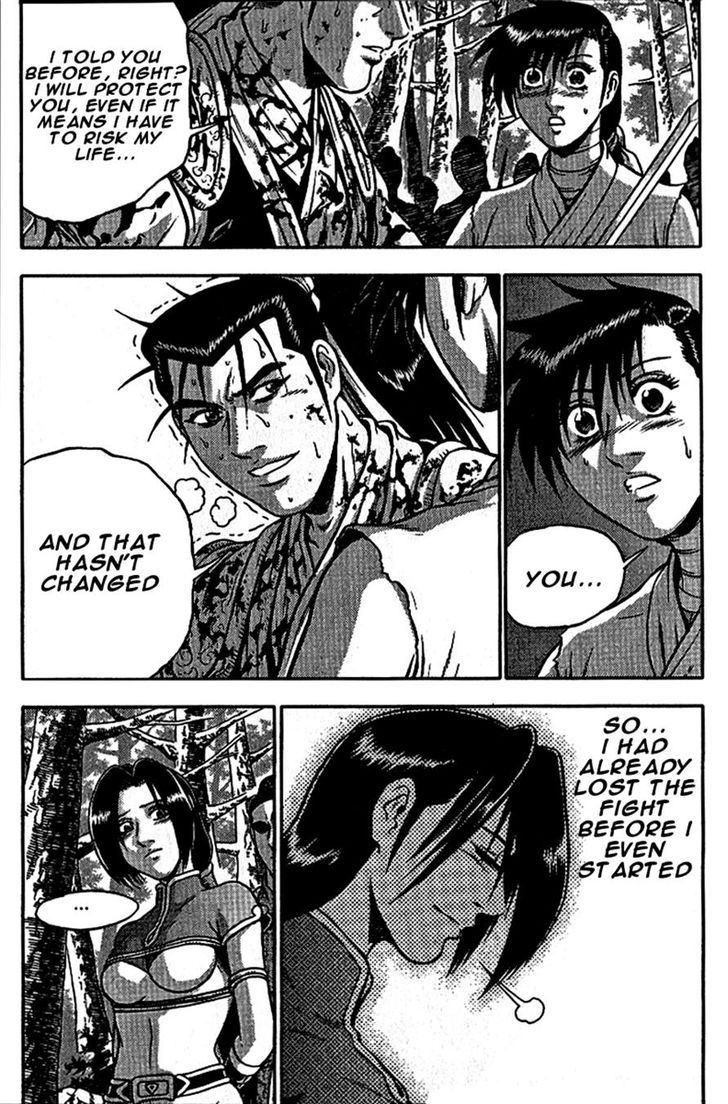 I TOLD YOU
BEFORE, RIGHT?
I WILL PROTECT
YOU, EVEN IF IT
MEANS I HAVE
TO RISK MY
LIFE...
AND THAT
HASN'T
CHANGED
YOU...
SO...
I HAD
ALREADY
LOST THE
FIGHT
BEFORE I
EVEN
STARTED
...